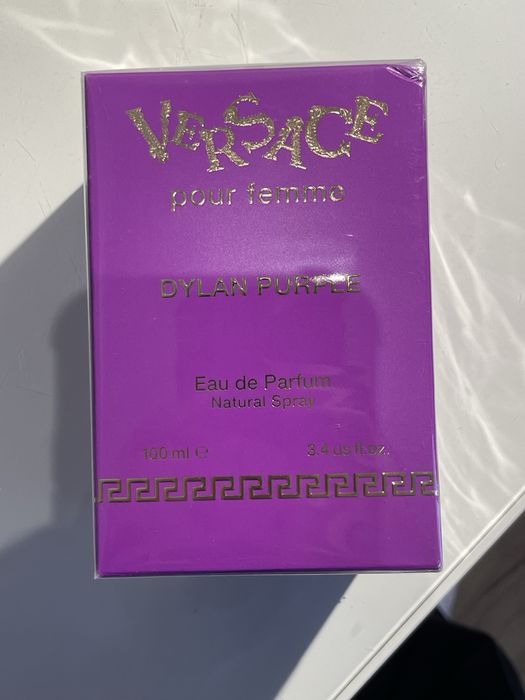 VERSACE
pour femme
DYLAN PURPLE
Eau de Parfum
Natural Spray
100 ml ℮ 3.4 us fl.oz.